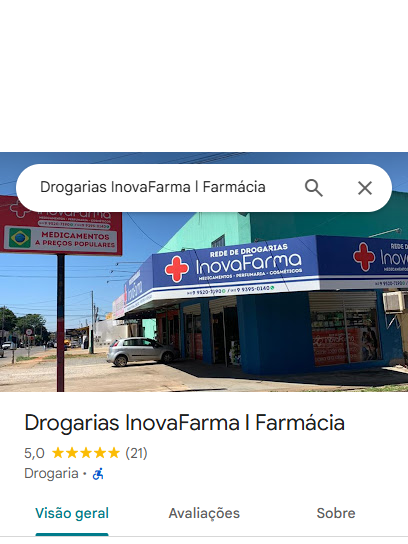 Drogarias InovaFarma l Farmácia
InovaFarma
MEDICAMENTOS
A PREÇOS POPULARES
REDE DE DROGARIAS
InovaFarma
MEDICAMENTOS - PERFUMARIA - COSMÉTICOS
REDE DE
Inova
Drogarias InovaFarma l Farmácia
5,0 (21)
Drogaria ·
Visão geral
Avaliações
Sobre